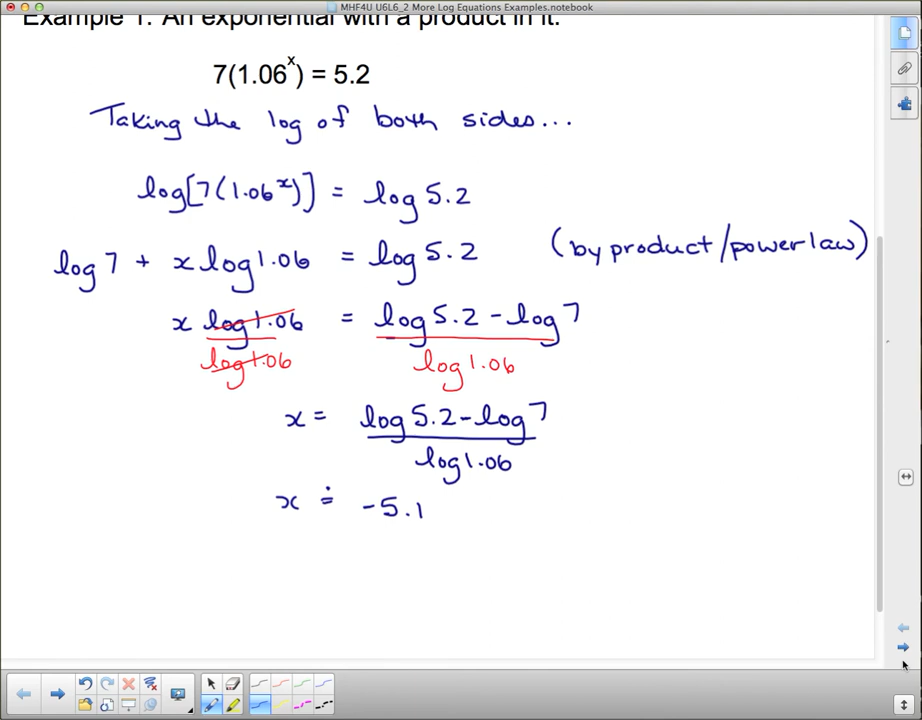 MHF4U U6L6_2 More Log Equations Examples.notebook
Example 1: An exponential with a product in it:
7(1.06^x) = 5.2
Taking the log of both sides...
log[7(1.06^x)] = log 5.2
log 7 + x log 1.06 = log 5.2 (by product/power law)
x log 1.06 = log 5.2 - log 7
log 1.06 log 1.06
x = log 5.2 - log 7
log 1.06
x ≐ -5.1